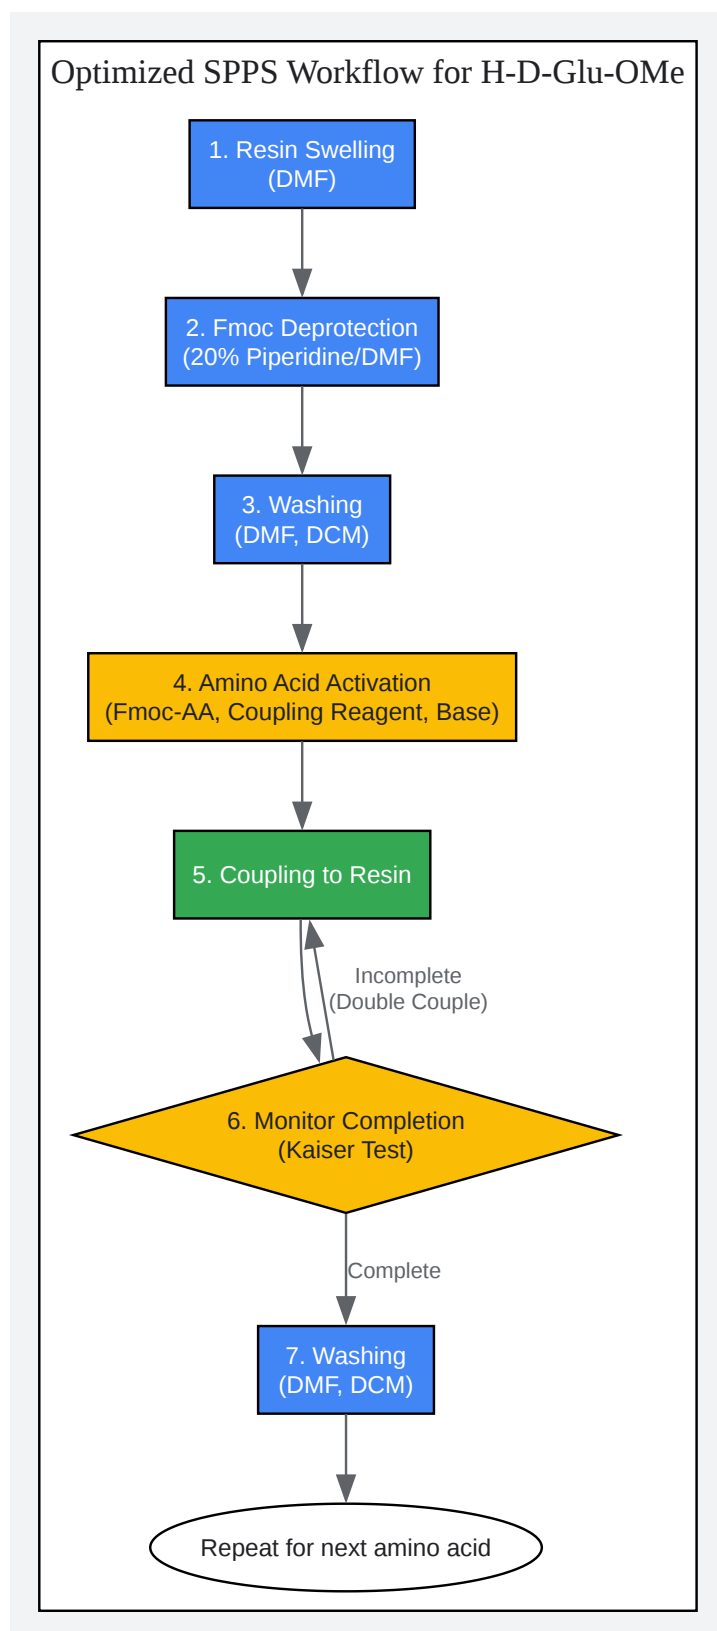 Optimized SPPS Workflow for H-D-Glu-OMe
1. Resin Swelling
(DMF)
2. Fmoc Deprotection
(20% Piperidine/DMF)
3. Washing
(DMF, DCM)
4. Amino Acid Activation
(Fmoc-AA, Coupling Reagent, Base)
5. Coupling to Resin
Incomplete
(Double Couple)
6. Monitor Completion
(Kaiser Test)
Complete
7. Washing
(DMF, DCM)
Repeat for next amino acid